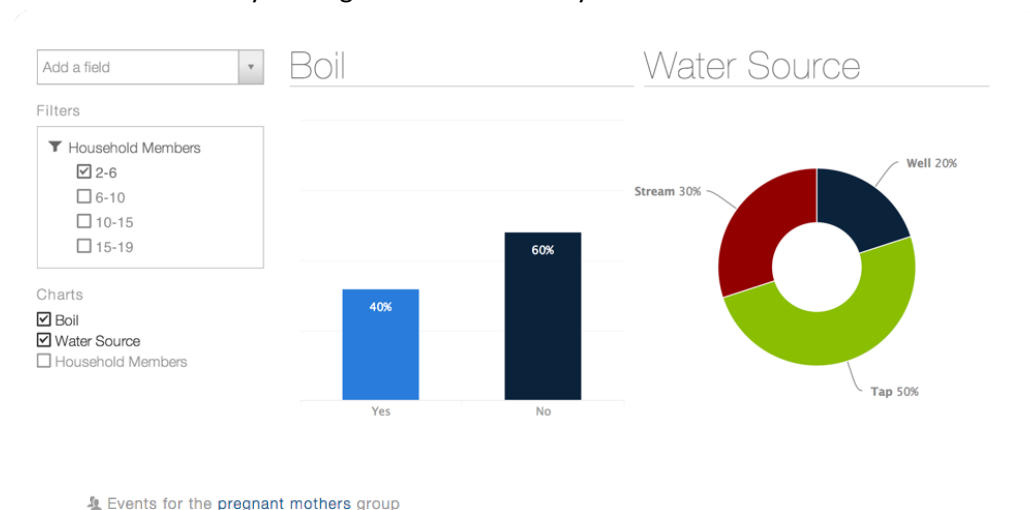 Add a field
Filters
Household Members
2-6
6-10
10-15
15-19
Charts
Boil
Water Source
Household Members
Boil
40%
60%
Yes
No
Water Source
Well 20%
Stream 30%
Tap 50%
Events for the pregnant mothers group